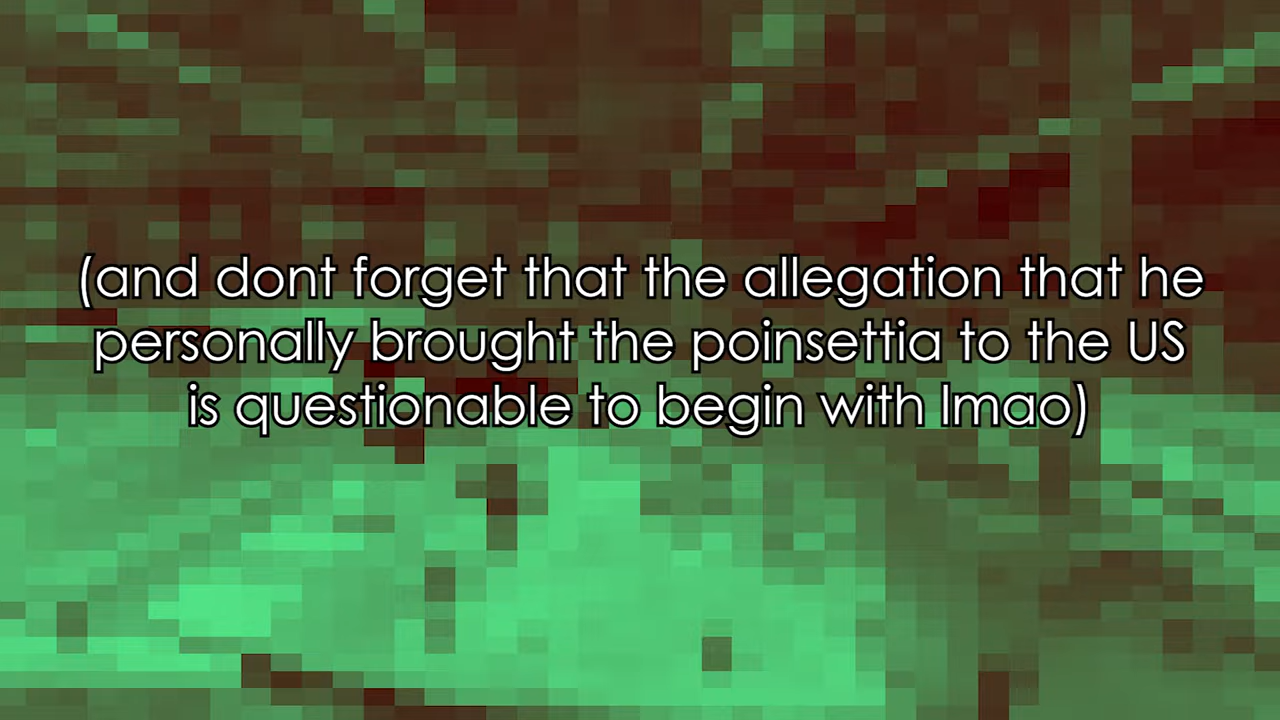 (and dont forget that the allegation that he
personally brought the poinsettia to the US
is questionable to begin with lmao)